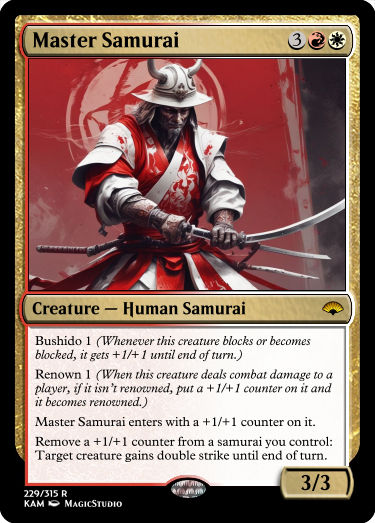 Master Samurai 3
Creature — Human Samurai
Bushido 1 (Whenever this creature blocks or becomes
blocked, it gets +1/+1 until end of turn.)
Renown 1 (When this creature deals combat damage to a
player, if it isn't renowned, put a +1/+1 counter on it and
it becomes renowned.)
Master Samurai enters with a +1/+1 counter on it.
Remove a +1/+1 counter from a samurai you control:
Target creature gains double strike until end of turn.
3/3
229/315 R
KAM MagicStudio